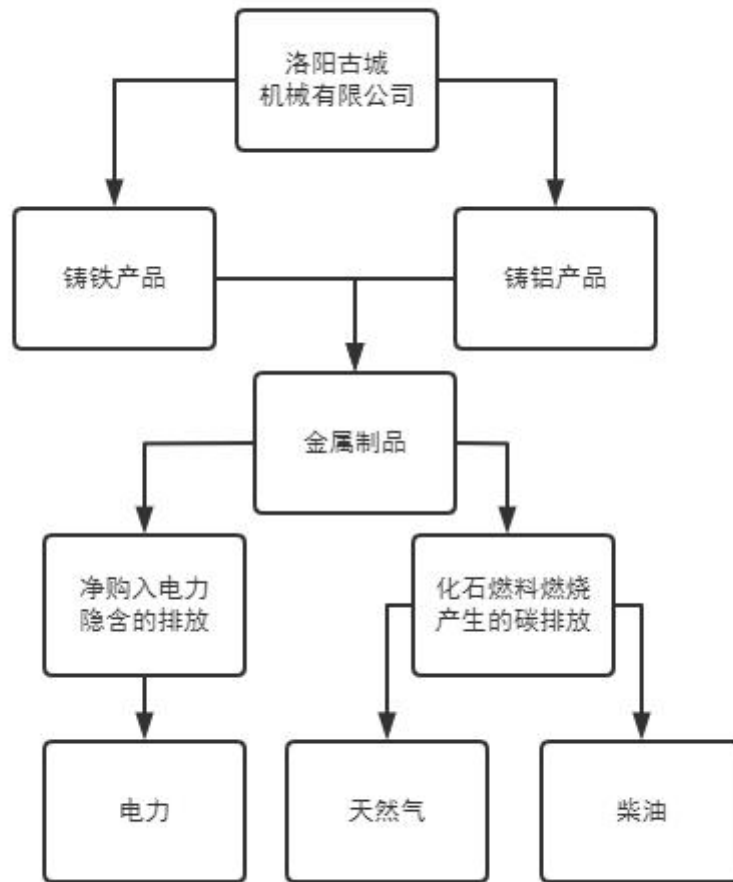 洛阳古城
机械有限公司
铸铁产品
铸铝产品
金属制品
净购入电力
隐含的排放
化石燃料燃烧
产生的碳排放
电力
天然气
柴油